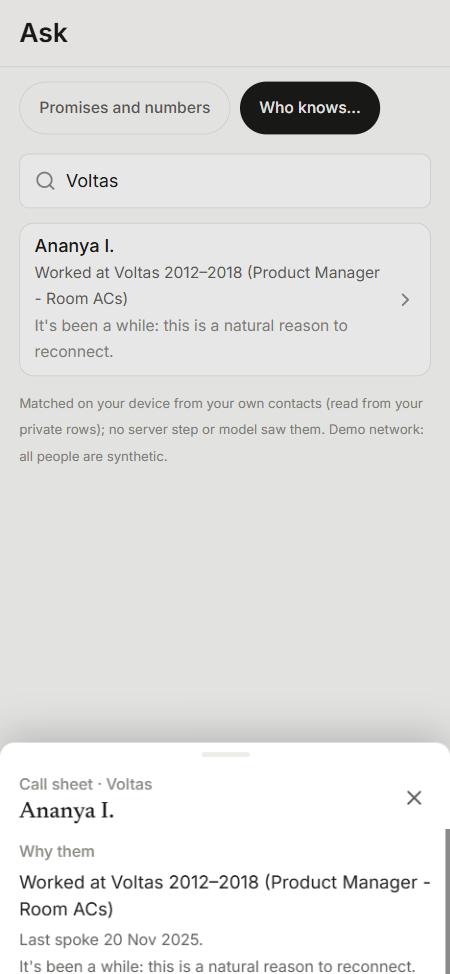 Ask
Promises and numbers
Who knows...
Voltas
Ananya I.
Worked at Voltas 2012–2018 (Product Manager
- Room ACs)
It's been a while: this is a natural reason to
reconnect.
Matched on your device from your own contacts (read from your
private rows); no server step or model saw them. Demo network:
all people are synthetic.
Call sheet · Voltas
Ananya I.
Why them
Worked at Voltas 2012–2018 (Product Manager -
Room ACs)
Last spoke 20 Nov 2025.
It's been a while: this is a natural reason to reconnect.